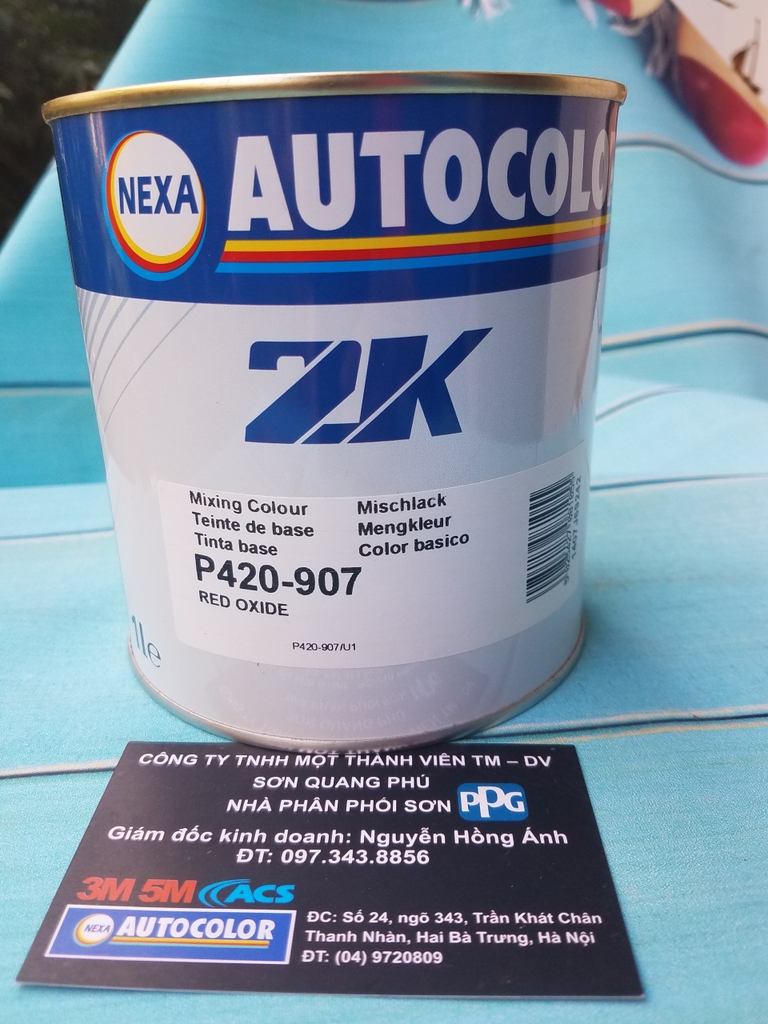 NEXA AUTOCOLO
2K
Mixing Colour Mischlack
Teinte de base Mengkleur
Tinta base Color basico
P420-907
RED OXIDE
P420-907/U1
1le
CÔNG TY TNHH MỘT THÀNH VIÊN TM – DV
SƠN QUANG PHÚ
NHÀ PHÂN PHỐI SƠN PPG
Giám đốc kinh doanh: Nguyễn Hồng Ánh
ĐT: 097.343.8856
3M 5M ACS
NEXA AUTOCOLOR
ĐC: Số 24, ngõ 343, Trần Khát Chân
Thanh Nhàn, Hai Bà Trưng, Hà Nội
ĐT: (04) 9720809